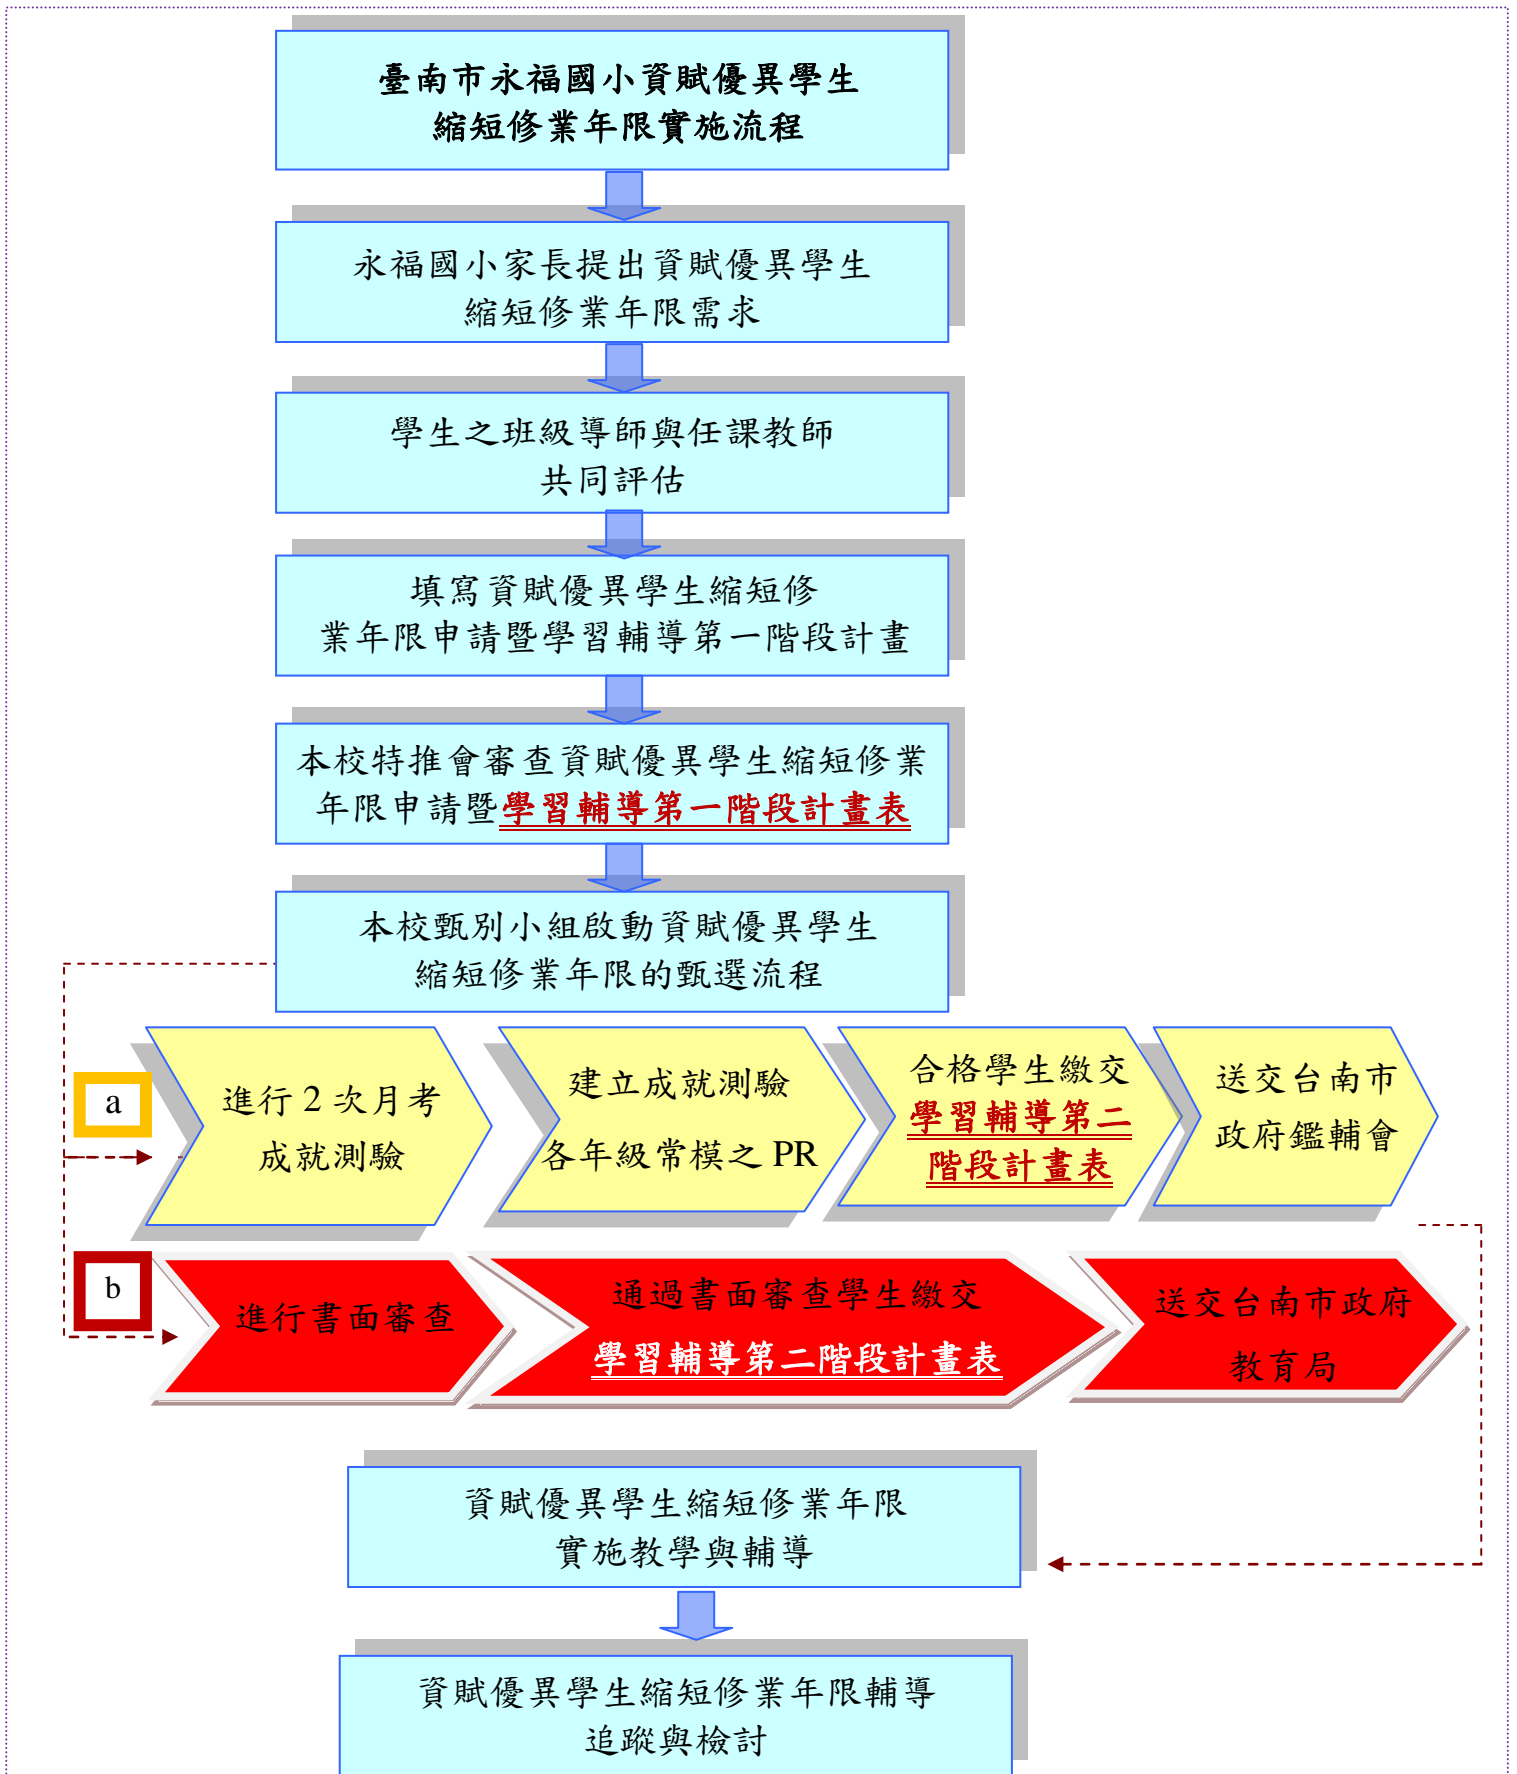 臺南市永福國小資賦優異學生
縮短修業年限實施流程
永福國小家長提出資賦優異學生
縮短修業年限需求
學生之班級導師與任課教師
共同評估
填寫資賦優異學生縮短修
業年限申請暨學習輔導第一階段計畫
本校特推會審查資賦優異學生縮短修業
年限申請暨學習輔導第一階段計畫表
本校甄別小組啟動資賦優異學生
縮短修業年限的甄選流程
a
進行 2 次月考
成就測驗
建立成就測驗
各年級常模之 PR
合格學生繳交
學習輔導第二
階段計畫表
送交台南市
政府鑑輔會
b
進行書面審查
通過書面審查學生繳交
學習輔導第二階段計畫表
送交台南市政府
教育局
資賦優異學生縮短修業年限
實施教學與輔導
資賦優異學生縮短修業年限輔導
追蹤與檢討